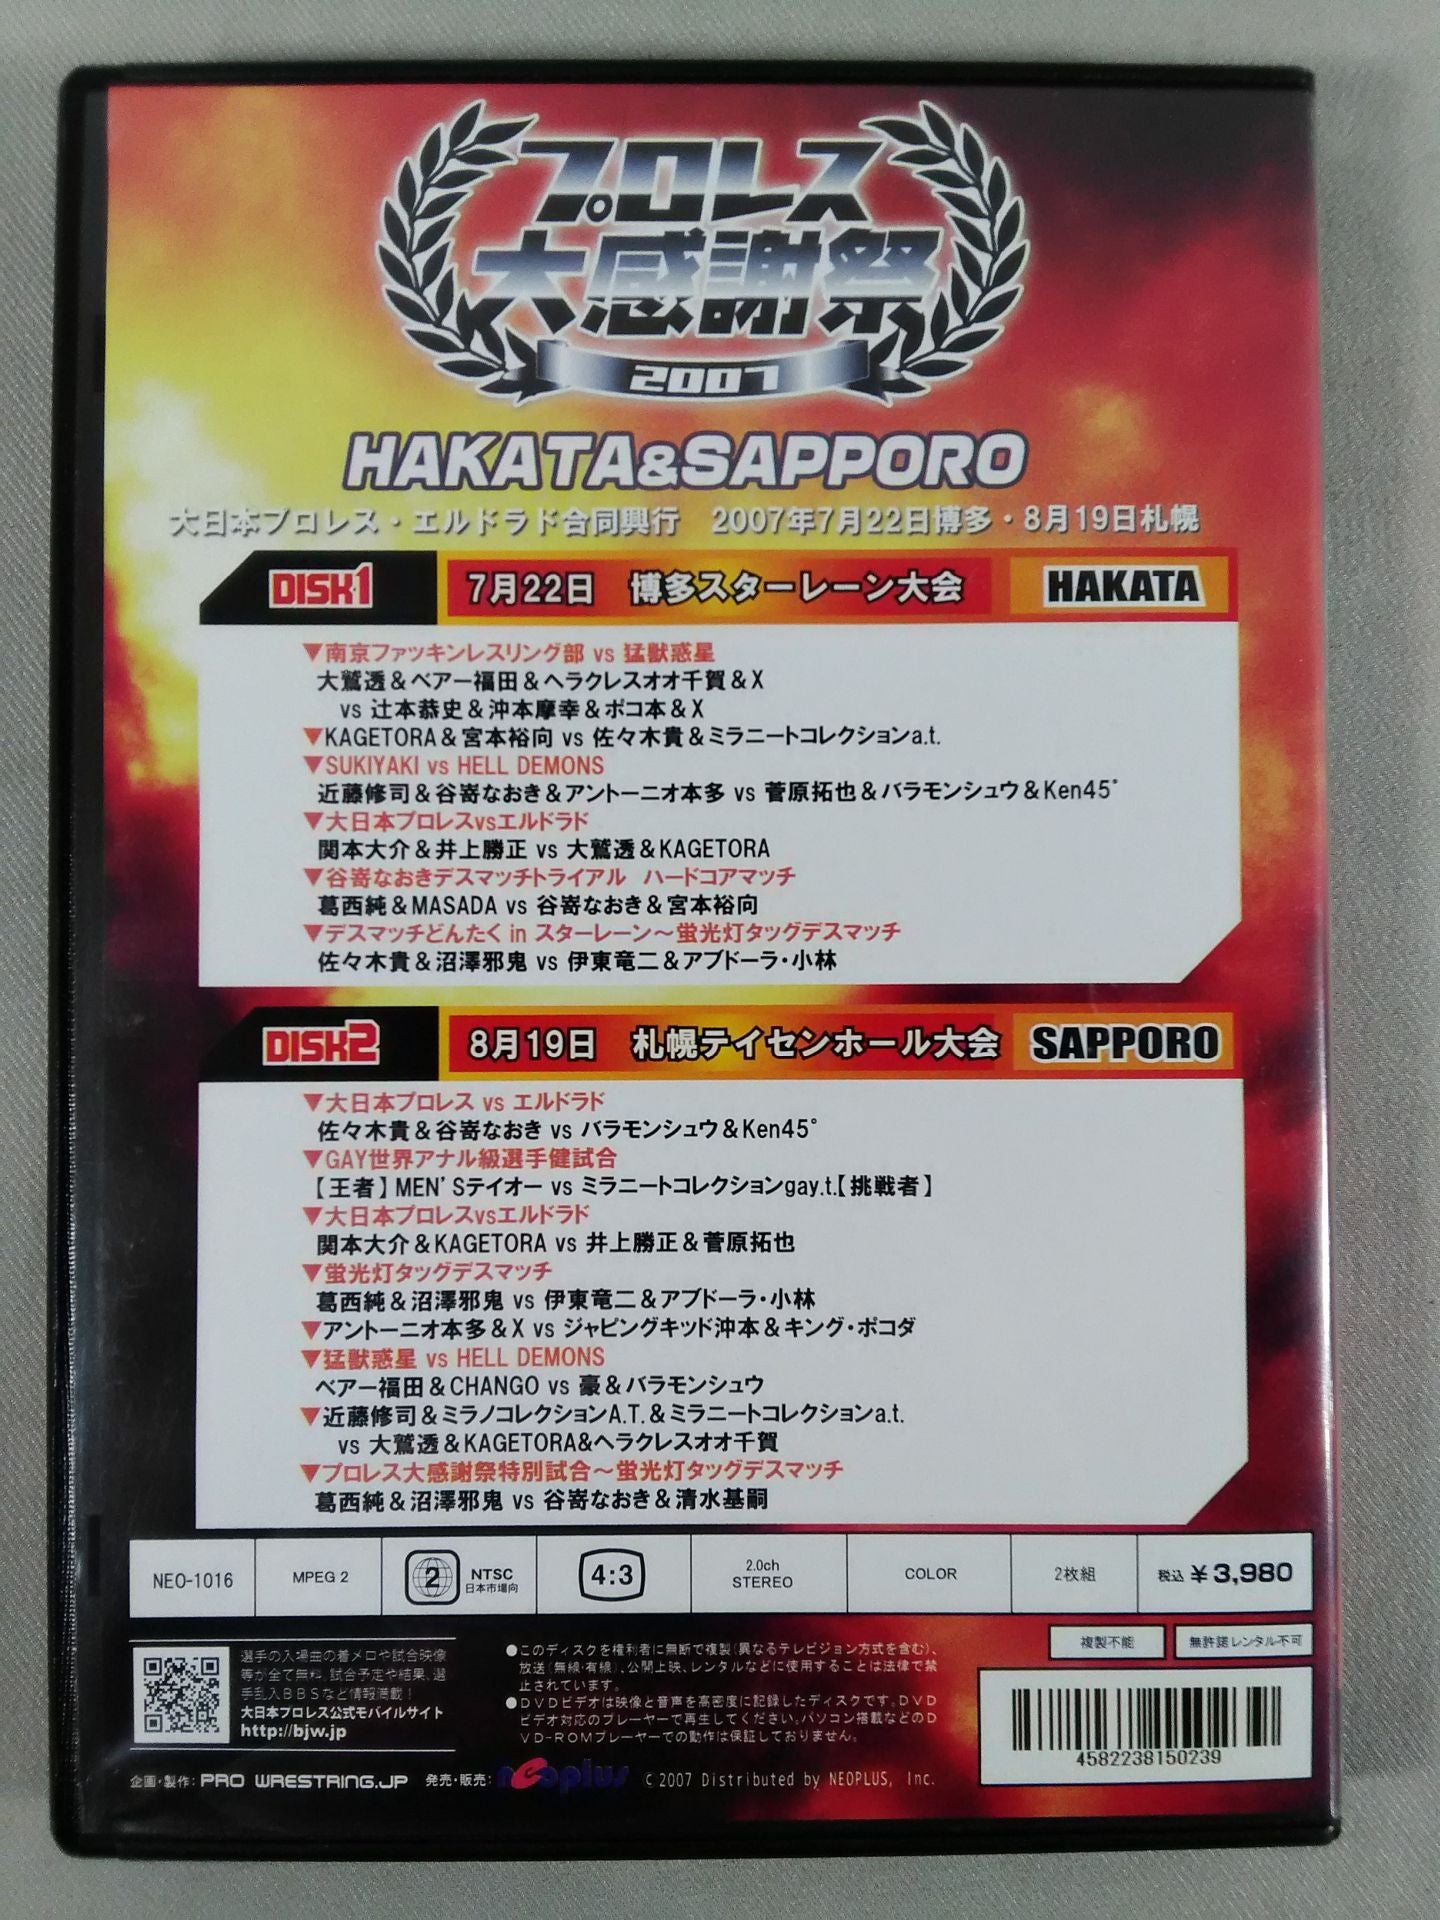 プロレス
大感謝祭
2007
HAKATA&SAPPORO
大日本プロレス・エルドラド合同興行 2007年7月22日博多・8月19日札幌
DISK1 7月22日 博多スターレーン大会 HAKATA
▼南京ファッキンレスリング部 vs 猛獣惑星
大鷲透&ベアー福田&ヘラクレスオオ千賀&X
vs 辻本恭史&沖本摩幸&ポコ本&X
▼KAGETORA&宮本裕向 vs 佐々木貴&ミラニートコレクションa.t.
▼SUKIYAKI vs HELL DEMONS
近藤修司&谷嵜なおき&アントーニオ本多 vs 菅原拓也&バラモンシュウ&Ken45°
▼大日本プロレスvsエルドラド
関本大介&井上勝正 vs 大鷲透&KAGETORA
▼谷嵜なおきデスマッチトライアル ハードコアマッチ
葛西純&MASADA vs 谷嵜なおき&宮本裕向
▼デスマッチどんたく in スターレーン～蛍光灯タッグデスマッチ
佐々木貴&沼澤邪鬼 vs 伊東竜二&アブドーラ・小林
DISK2 8月19日 札幌テイセンホール大会 SAPPORO
▼大日本プロレス vs エルドラド
佐々木貴&谷嵜なおき vs バラモンシュウ&Ken45°
▼GAY世界アナル級選手健試合
【王者】MEN'Sテイオー vs ミラニートコレクションgay.t.【挑戦者】
▼大日本プロレスvsエルドラド
関本大介&KAGETORA vs 井上勝正&菅原拓也
▼蛍光灯タッグデスマッチ
葛西純&沼澤邪鬼 vs 伊東竜二&アブドーラ・小林
▼アントーニオ本多&X vs ジャピングキッド沖本&キング・ポコダ
▼猛獣惑星 vs HELL DEMONS
ベアー福田&CHANGO vs 豪&バラモンシュウ
▼近藤修司&ミラノコレクションA.T.&ミラニートコレクションa.t.
vs 大鷲透&KAGETORA&ヘラクレスオオ千賀
▼プロレス大感謝祭特別試合～蛍光灯タッグデスマッチ
葛西純&沼澤邪鬼 vs 谷嵜なおき&清水基嗣
NEO-1016 MPEG 2 2 NTSC 日本市場向 4:3 2.0ch STEREO COLOR 2枚組 税込 ¥3,980
複製不能 無許諾レンタル不可
選手の入場曲の着メロや試合映像
等が全て無料。試合予定や結果、選
手乱入BBSなど情報満載!
大日本プロレス公式モバイルサイト
http://bjw.jp
●このディスクを権利者に無断で複製(異なるテレビジョン方式を含む)、
放送(無線・有線)、公開上映、レンタルなどに使用することは法律で禁
止されています。
●DVDビデオは映像と音声を高密度に記録したディスクです。DVD
ビデオ対応のプレーヤーで再生してください。パソコン搭載などのD
VD-ROMプレーヤーでの動作は保証しておりません。
4582238150239
企画・製作: PRO WRESTRING.JP 発売・販売: neoplus © 2007 Distributed by NEOPLUS, Inc.